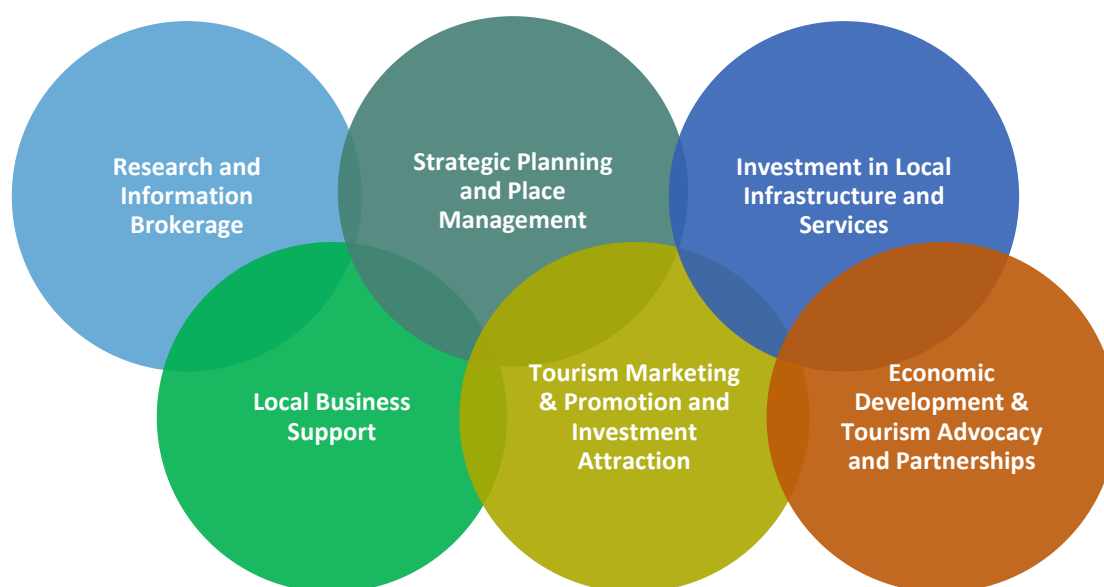 Research and
Information
Brokerage
Strategic Planning
and Place
Management
Investment in Local
Infrastructure and
Services
Local Business
Support
Tourism Marketing
& Promotion and
Investment
Attraction
Economic
Development &
Tourism Advocacy
and Partnerships